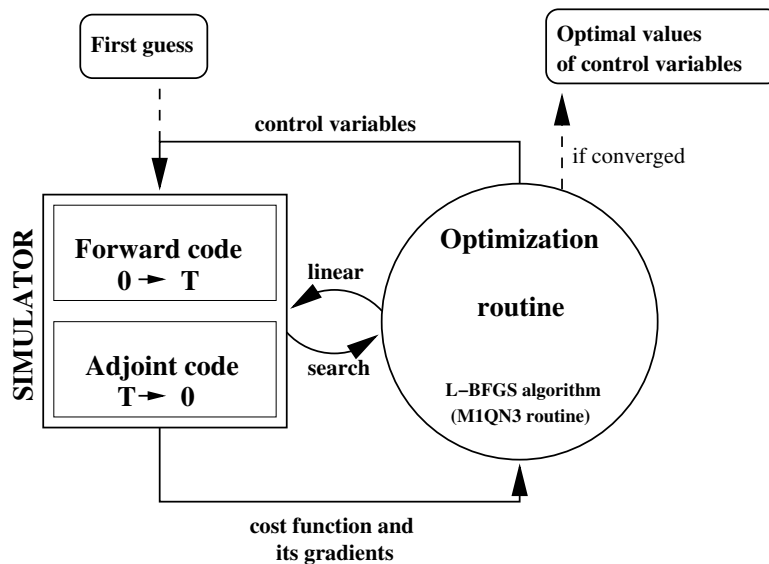 First guess
Optimal values
of control variables
control variables
if converged
SIMULATOR
Forward code
0 → T
linear
search
Adjoint code
T → 0
Optimization
routine
L−BFGS algorithm
(M1QN3 routine)
cost function and
its gradients